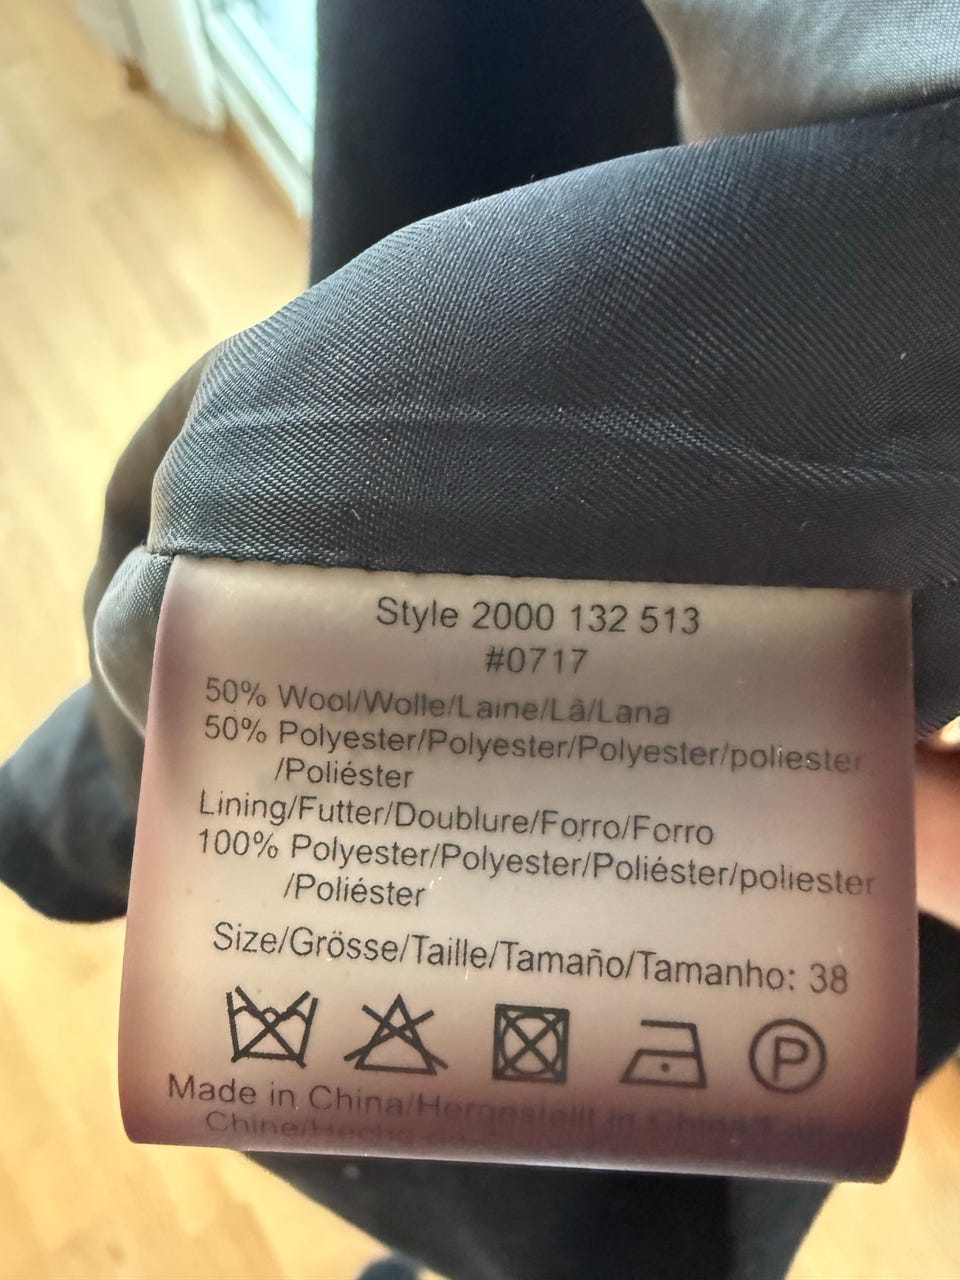 Style 2000 132 513
#0717
50% Wool/Wolle/Laine/Lã/Lana
50% Polyester/Polyester/Polyester/poliester
/Poliéster
Lining/Futter/Doublure/Forro/Forro
100% Polyester/Polyester/Poliéster/poliester
/Poliéster
Size/Grösse/Taille/Tamaño/Tamanho: 38
P
Made in China/Hergestellt in China/
Chine/Hecho